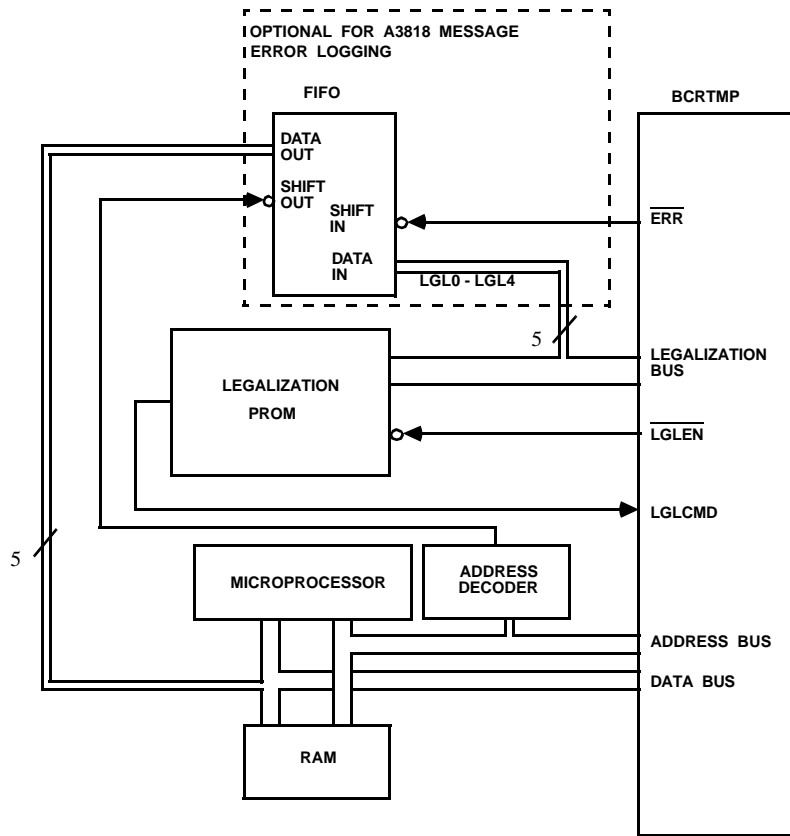 OPTIONAL FOR A3818 MESSAGE
ERROR LOGGING
FIFO
BCRTMP
DATA
OUT
SHIFT
OUT
SHIFT
IN
DATA
IN
ERR
LGL0 - LGL4
5
LEGALIZATION
BUS
LEGALIZATION
PROM
LGLEN
LGLCMD
5
MICROPROCESSOR
ADDRESS
DECODER
ADDRESS BUS
DATA BUS
RAM